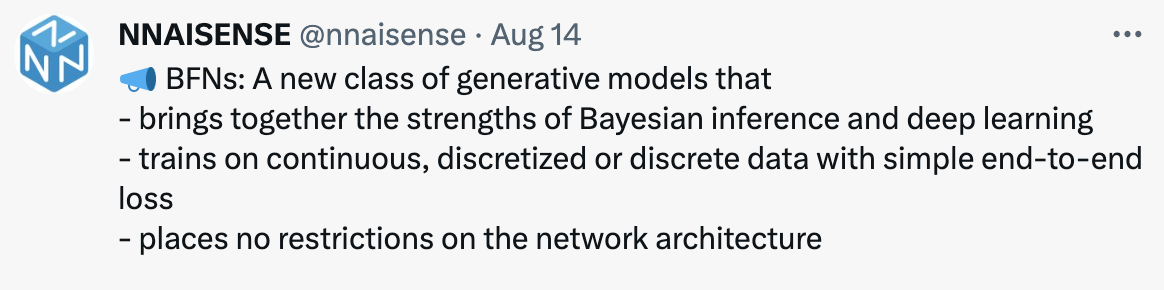 NNAISENSE @nnaisense · Aug 14
📣 BFNs: A new class of generative models that
- brings together the strengths of Bayesian inference and deep learning
- trains on continuous, discretized or discrete data with simple end-to-end
loss
- places no restrictions on the network architecture